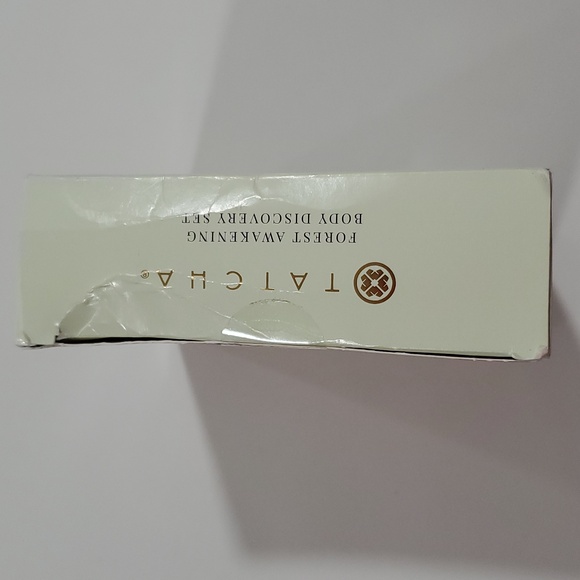 TATCHA®
FOREST AWAKENING
BODY DISCOVERY SET